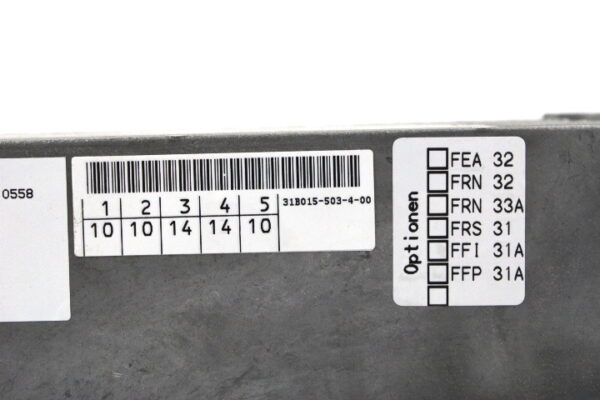 0558
1 2 3 4 5
10 10 14 14 10
31B015-503-4-00
Optionen
FEA 32
FRN 32
FRN 33A
FRS 31
FFI 31A
FFP 31A